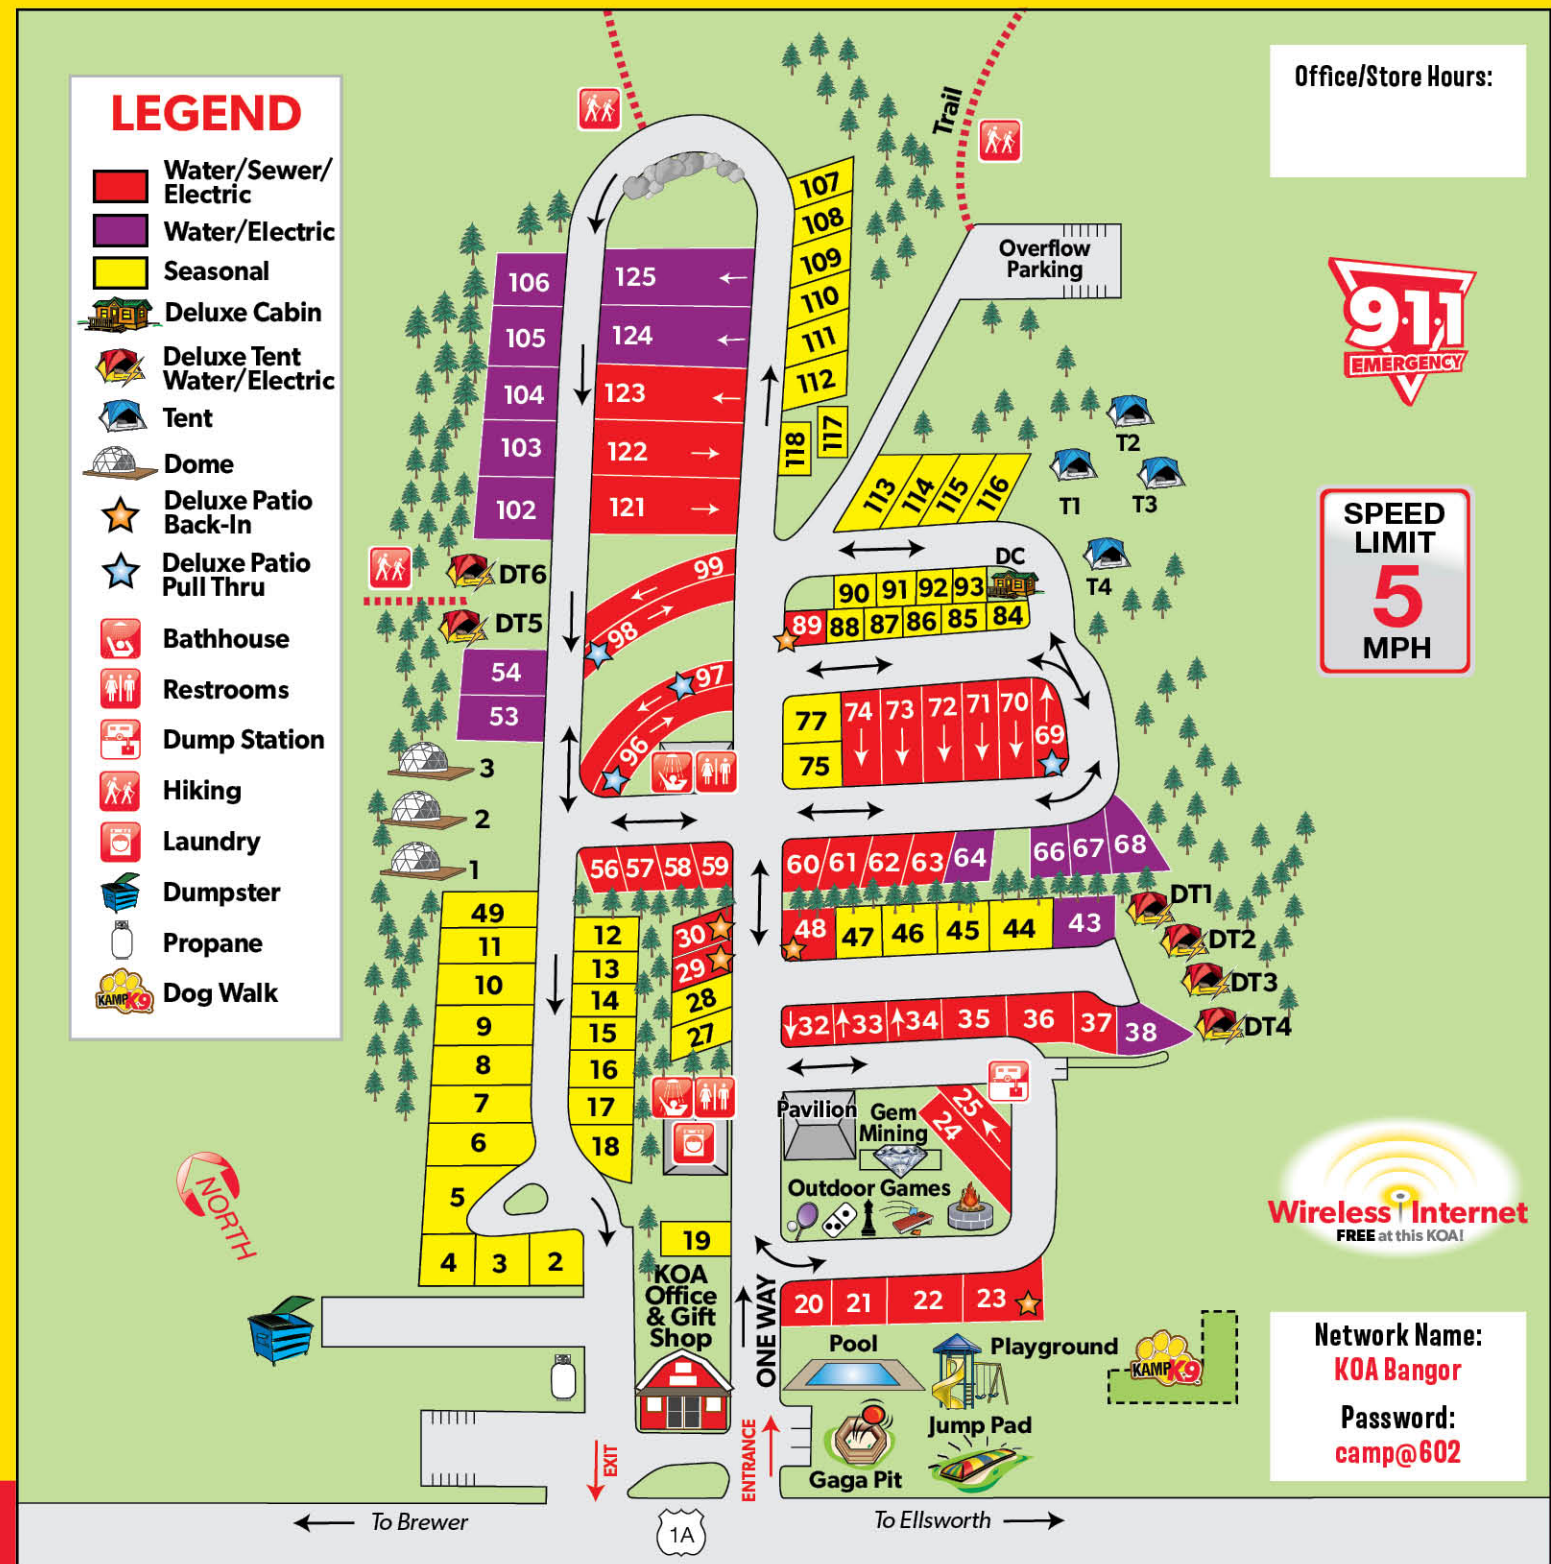 LEGEND
Water/Sewer/
Electric
Water/Electric
Seasonal
Deluxe Cabin
Deluxe Tent
Water/Electric
Tent
Dome
Deluxe Patio
Back-In
Deluxe Patio
Pull Thru
Bathhouse
Restrooms
Dump Station
Hiking
Laundry
Dumpster
Propane
KAMP K9
Dog Walk
NORTH
Trail
Overflow
Parking
107
108
109
110
111
112
118
117
113
114
115
116
106
105
104
103
102
125
124
123
122
121
DT6
DT5
54
53
3
2
1
99
98
97
96
T2
T1
T3
T4
DC
90
91
92
93
89
88
87
86
85
84
77
75
74
73
72
71
70
69
56
57
58
59
60
61
62
63
64
66
67
68
49
11
10
9
8
7
6
5
4
3
2
12
13
14
15
16
17
18
30
29
28
27
48
47
46
45
44
43
DT1
DT2
DT3
DT4
32
33
34
35
36
37
38
Pavilion
Gem
Mining
25
24
Outdoor Games
19
KOA
Office
& Gift
Shop
ONE WAY
20
21
22
23
Pool
Playground
KAMP K9
Jump Pad
Gaga Pit
EXIT
ENTRANCE
To Brewer
1A
To Ellsworth
Office/Store Hours:
9·1·1
EMERGENCY
SPEED
LIMIT
5
MPH
Wireless Internet
FREE at this KOA!
Network Name:
KOA Bangor
Password:
camp@602